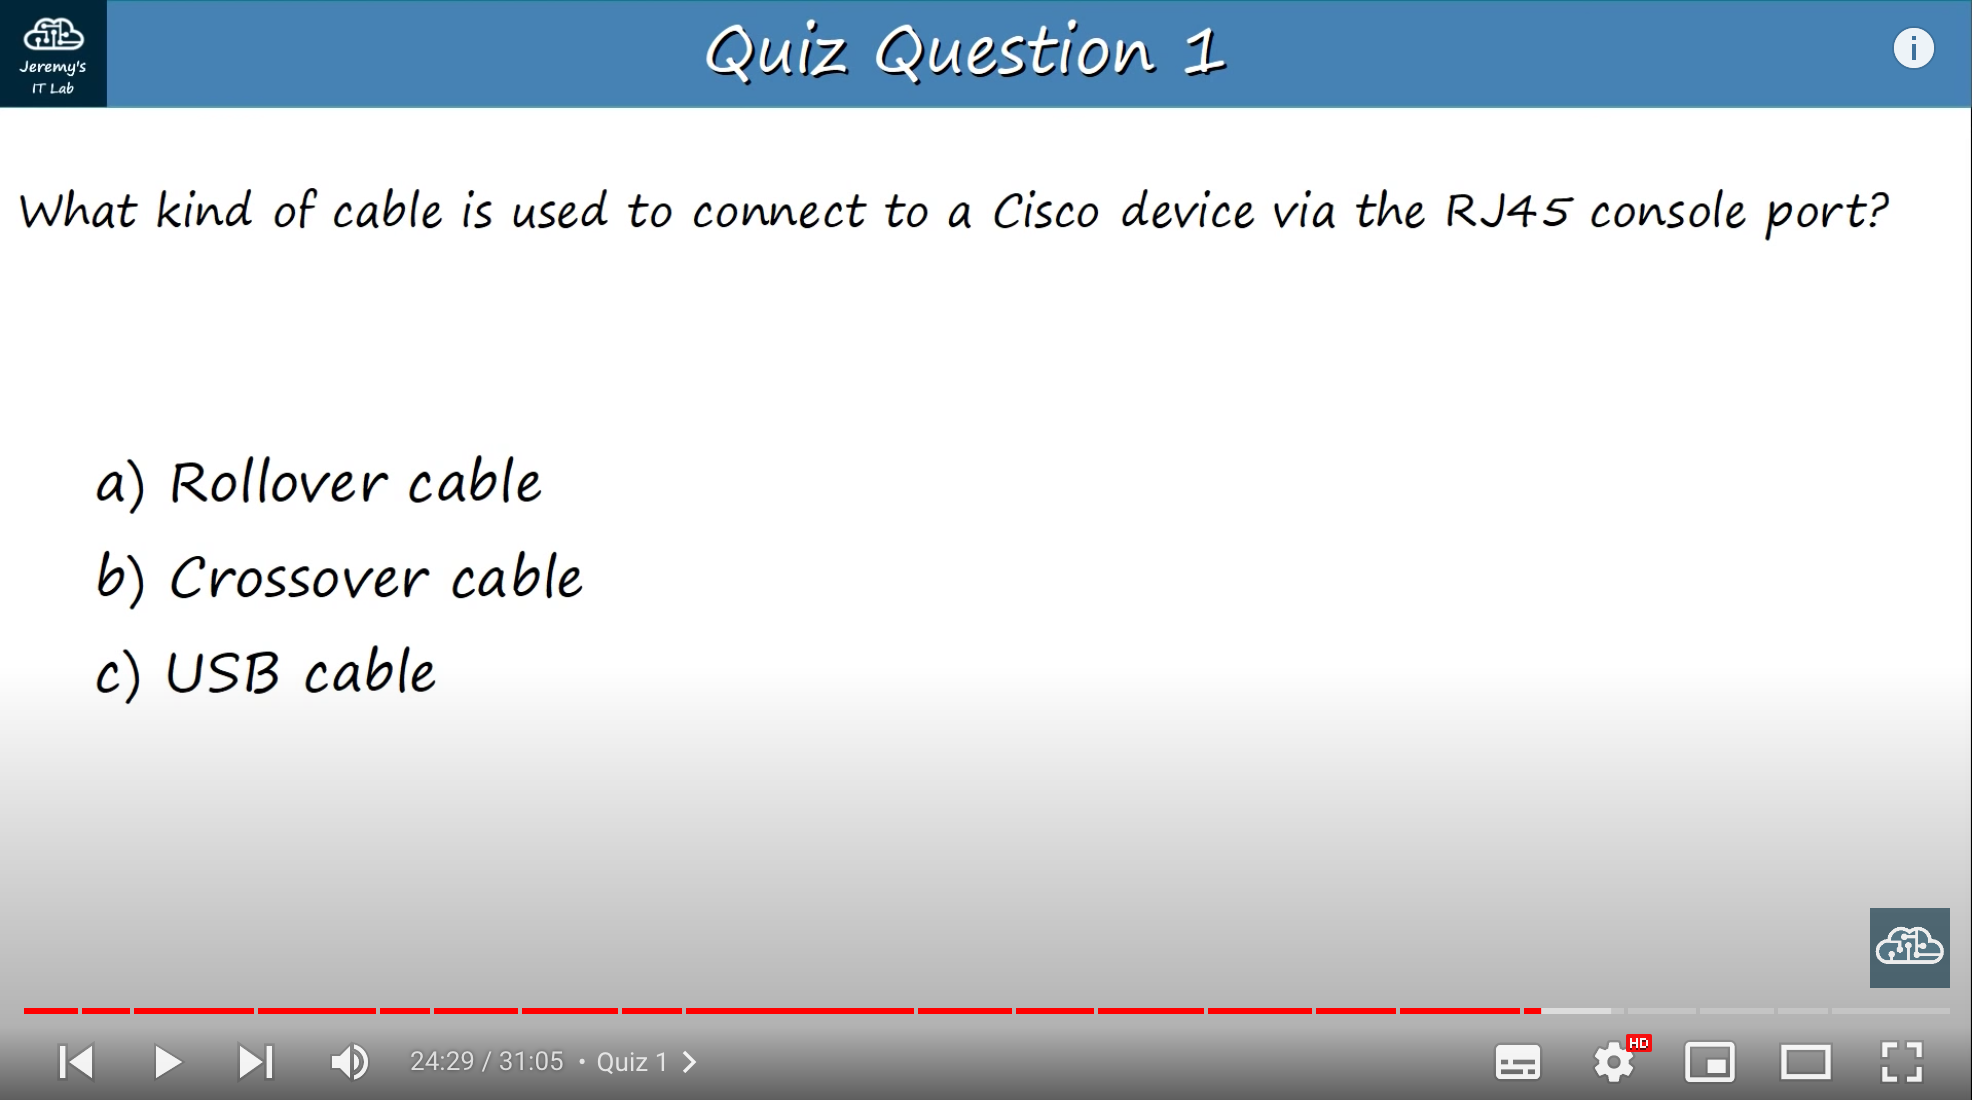 Jeremy's
IT Lab
Quiz Question 1
What kind of cable is used to connect to a Cisco device via the RJ45 console port?
a) Rollover cable
b) Crossover cable
c) USB cable
24:29 / 31:05 • Quiz 1
HD